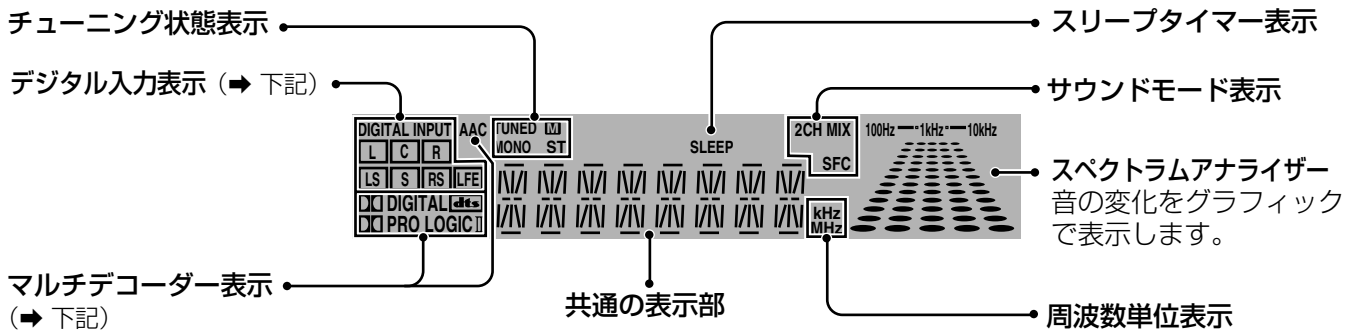 チューニング状態表示
スリープタイマー表示
デジタル入力表示（➡ 下記）
サウンドモード表示
DIGITAL INPUT AAC TUNED M 2CH MIX 100Hz 1kHz 10kHz
L C R MONO ST SLEEP
SFC
LS S RS LFE
DIGITAL dts
PRO LOGIC II
kHz
MHz
スペクトラムアナライザー
音の変化をグラフィック
で表示します。
マルチデコーダー表示
（➡ 下記）
共通の表示部
周波数単位表示